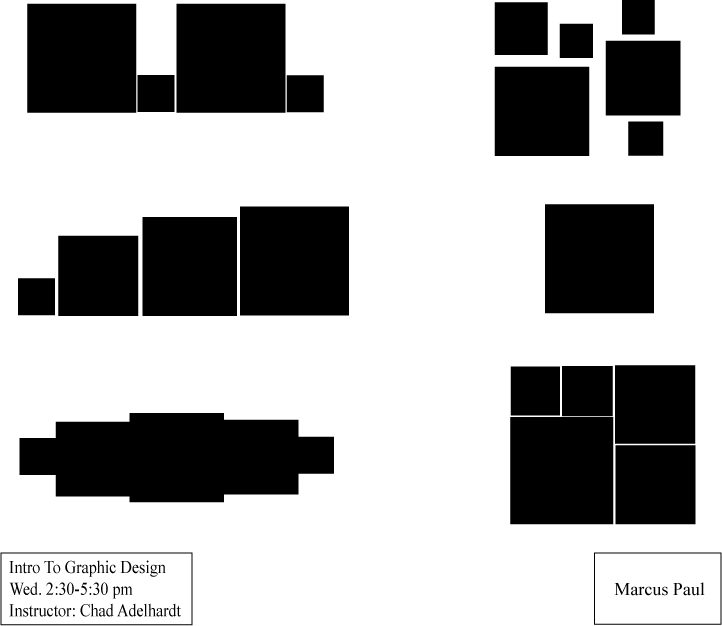 Intro To Graphic Design
Wed. 2:30-5:30 pm
Instructor: Chad Adelhardt
Marcus Paul